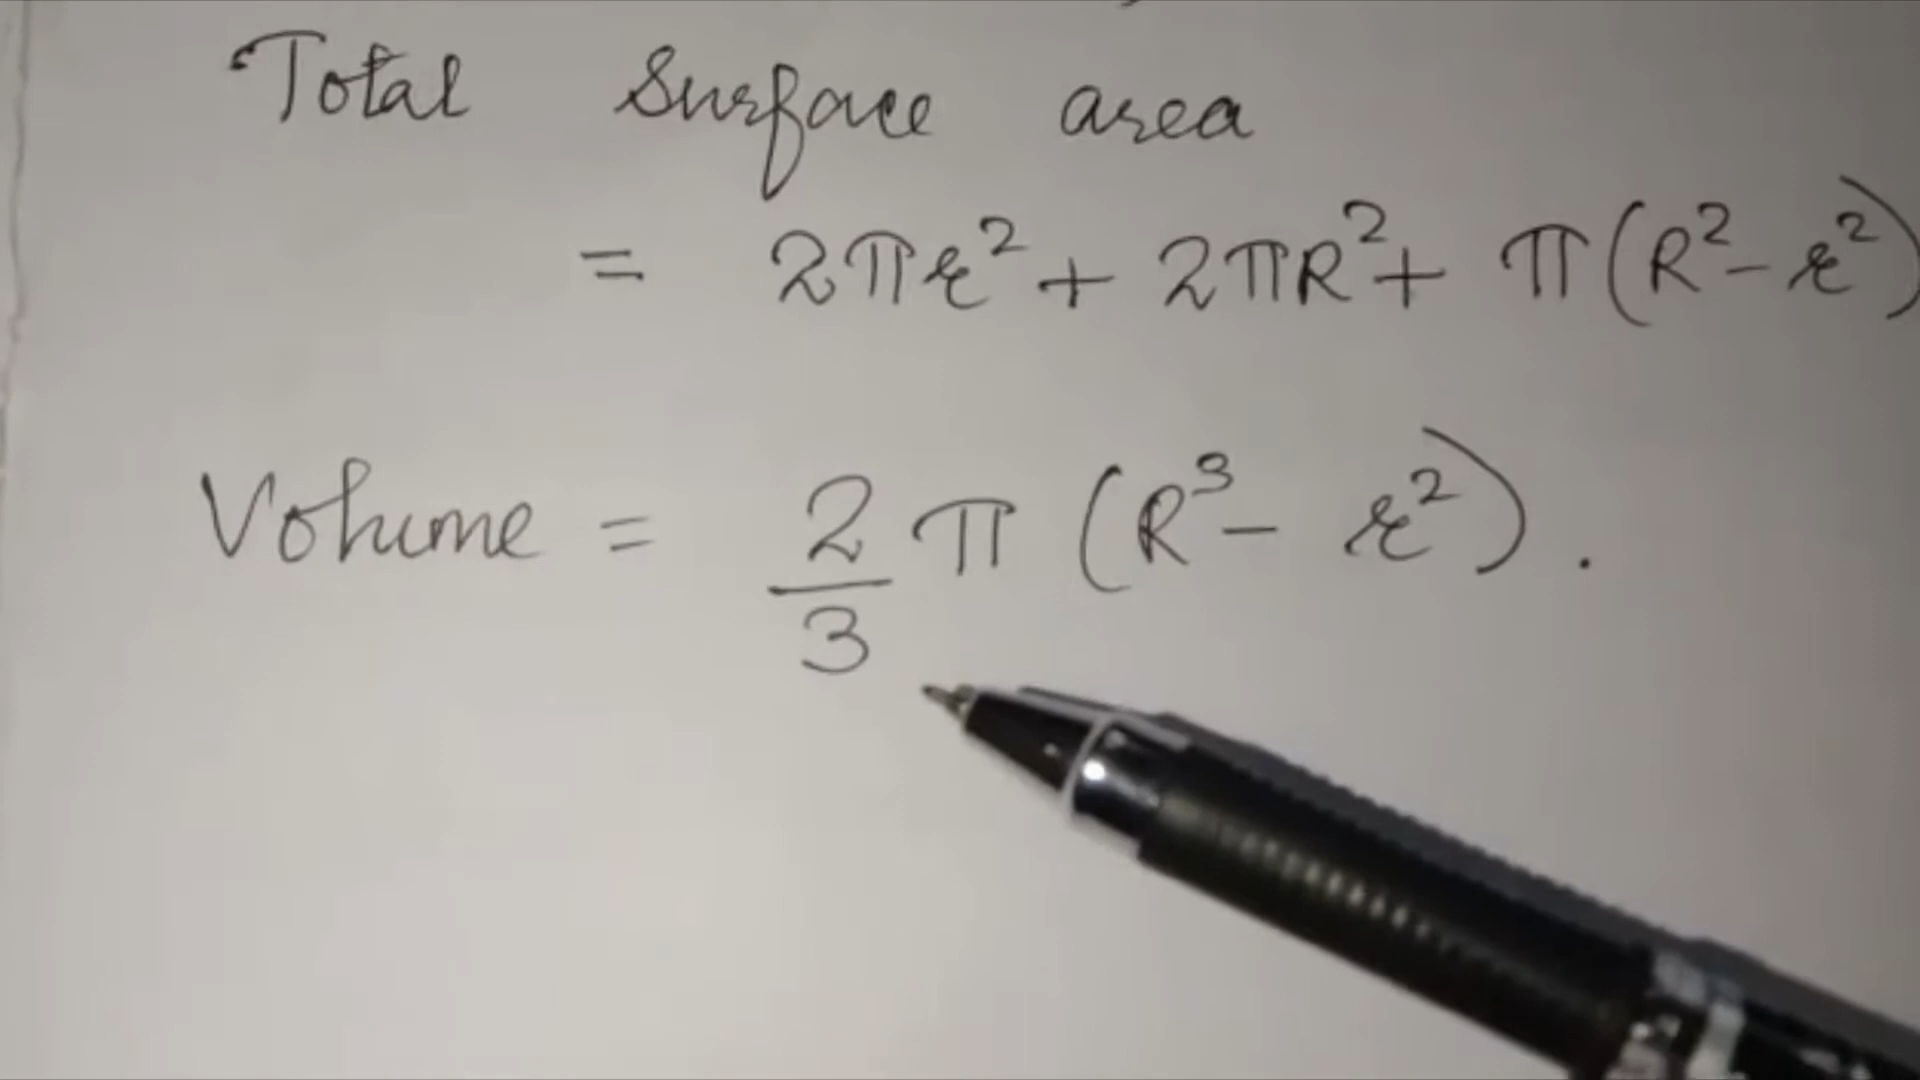 Total Surface area
= 2πr² + 2πR² + π(R² - r²)
Volume = 2/3 π (R³ - r²).